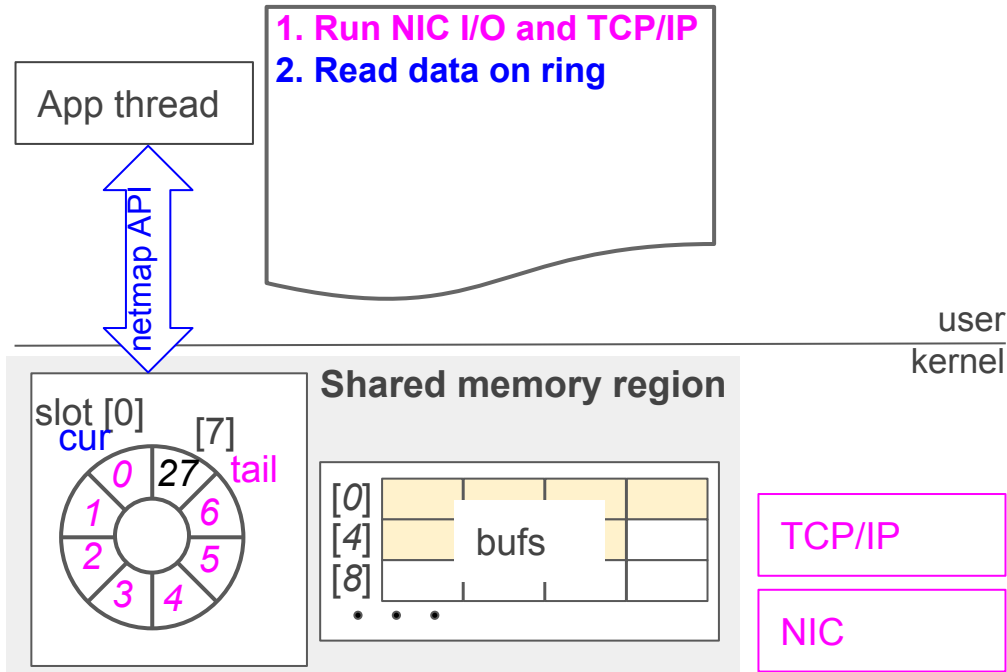 1. Run NIC I/O and TCP/IP
2. Read data on ring
App thread
netmap API
user
kernel
Shared memory region
slot [0]
cur
[7]
tail
0
27
1
6
2
5
3
4
[0]
[4]
[8]
bufs
• • •
TCP/IP
NIC